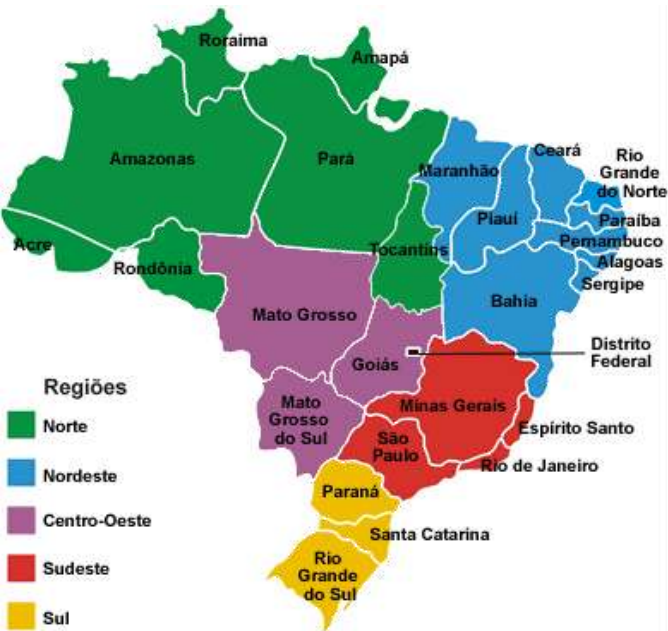 Roraima
Amapá
Amazonas
Pará
Maranhão
Ceará
Rio
Grande
do Norte
Piauí
Paraíba
Pernambuco
Alagoas
Sergipe
Acre
Rondônia
Tocantins
Bahia
Mato Grosso
Goiás
Distrito
Federal
Mato
Grosso
do Sul
Minas Gerais
Espírito Santo
São
Paulo
Rio de Janeiro
Paraná
Santa Catarina
Rio
Grande
do Sul
Regiões
Norte
Nordeste
Centro-Oeste
Sudeste
Sul